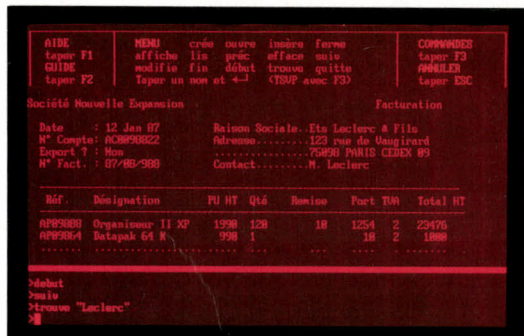 AIDE MENU crée ouvre insère ferme COMMANDES
taper F1 affiche lis préc efface suiv taper F3
GUIDE modifie fin début trouve quitte ANNULER
taper F2 Taper un nom et ↵ (TSVP avec F3) taper ESC
Société Nouvelle Expansion Facturation
Date : 12 Jan 87 Raison Sociale..Ets Leclerc & Fils
N° Compte: AC0098822 Adresse.........123 rue de Vaugirard
Export ? : Non ................75098 PARIS CEDEX 09
N° Fact. : 87/08/988 Contact.........M. Leclerc
Réf. Désignation PU HT Qté Remise Port TVA Total HT
AP09888 Organiseur II XP 1990 120 10 1254 2 23476
AP09864 Datapak 64 K 990 1 10 2 1000
>debut
>suiv
>trouve "Leclerc"
>